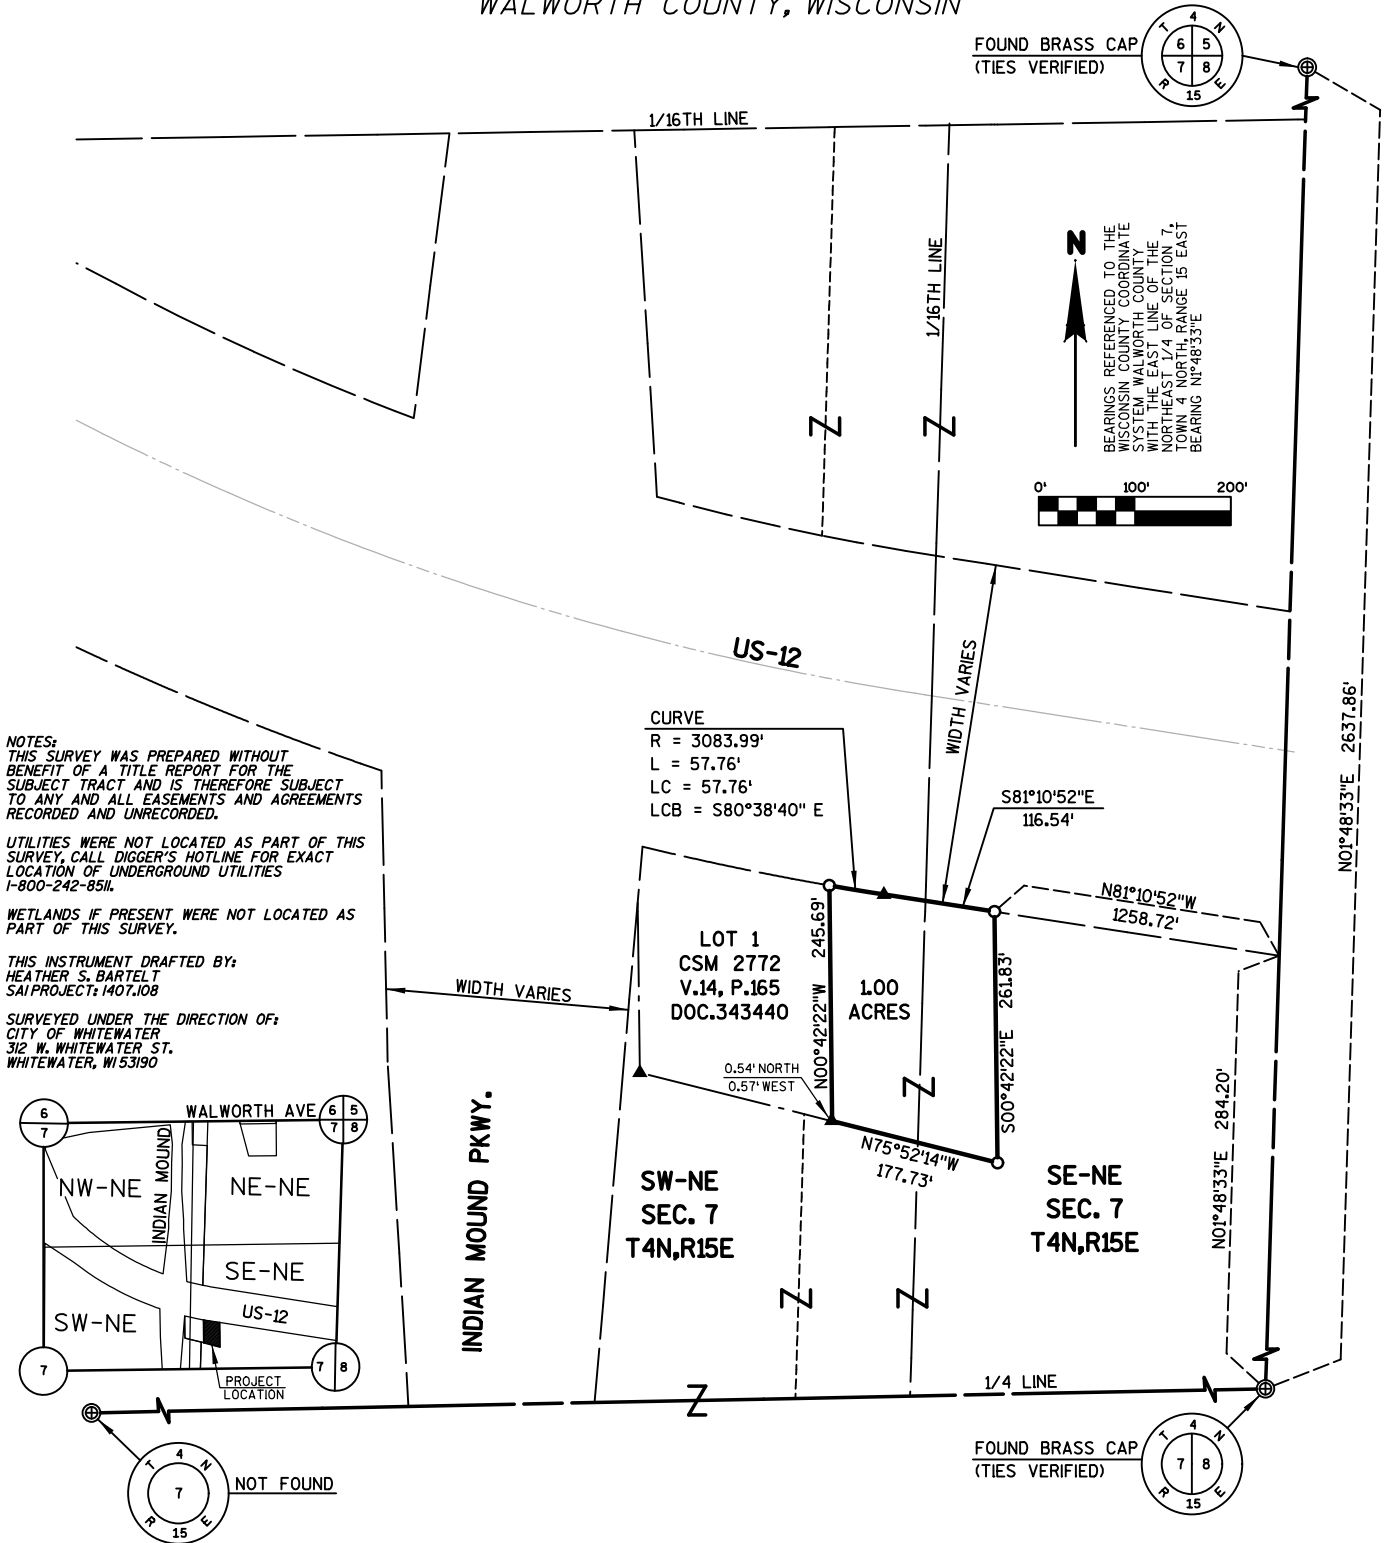 WALWORTH COUNTY, WISCONSIN
FOUND BRASS CAP
(TIES VERIFIED)
T 4 N
6 5
7 8
R 15 E
1/16TH LINE
1/16TH LINE
N
BEARINGS REFERENCED TO THE
WISCONSIN COUNTY COORDINATE
SYSTEM WALWORTH COUNTY
WITH THE EAST LINE OF THE
NORTHEAST 1/4 OF SECTION 7,
TOWN 4 NORTH, RANGE 15 EAST
BEARING N1°48'33"E
0' 100' 200'
US-12
WIDTH VARIES
N01°48'33"E 2637.86'
CURVE
R = 3083.99'
L = 57.76'
LC = 57.76'
LCB = S80°38'40" E
S81°10'52"E
116.54'
N81°10'52"W
1258.72'
NOTES:
THIS SURVEY WAS PREPARED WITHOUT
BENEFIT OF A TITLE REPORT FOR THE
SUBJECT TRACT AND IS THEREFORE SUBJECT
TO ANY AND ALL EASEMENTS AND AGREEMENTS
RECORDED AND UNRECORDED.
UTILITIES WERE NOT LOCATED AS PART OF THIS
SURVEY, CALL DIGGER'S HOTLINE FOR EXACT
LOCATION OF UNDERGROUND UTILITIES
1-800-242-8511.
WETLANDS IF PRESENT WERE NOT LOCATED AS
PART OF THIS SURVEY.
THIS INSTRUMENT DRAFTED BY:
HEATHER S. BARTELT
SAI PROJECT: 1407.108
SURVEYED UNDER THE DIRECTION OF:
CITY OF WHITEWATER
312 W. WHITEWATER ST.
WHITEWATER, WI 53190
WIDTH VARIES
LOT 1
CSM 2772
V.14, P.165
DOC.343440
N00°42'22"W 245.69'
1.00
ACRES
S00°42'22"E 261.83'
0.54' NORTH
0.57' WEST
N75°52'14"W
177.73'
N01°48'33"E 284.20'
INDIAN MOUND PKWY.
SW-NE
SEC. 7
T4N,R15E
SE-NE
SEC. 7
T4N,R15E
6
7
WALWORTH AVE
6 5
7 8
NW-NE
INDIAN MOUND
NE-NE
SE-NE
US-12
SW-NE
7
7 8
PROJECT
LOCATION
1/4 LINE
T 4 N
7
R 15 E
NOT FOUND
FOUND BRASS CAP
(TIES VERIFIED)
T 4 N
7 8
R 15 E